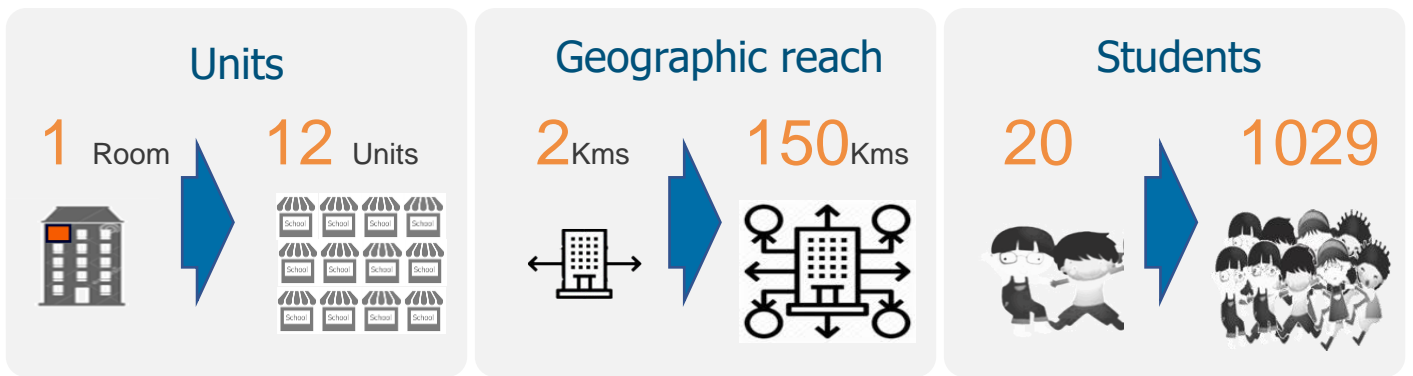 Units
1 Room
12 Units
School School School School
School School School School
School School School School
Geographic reach
2Kms
150Kms
Students
20
1029